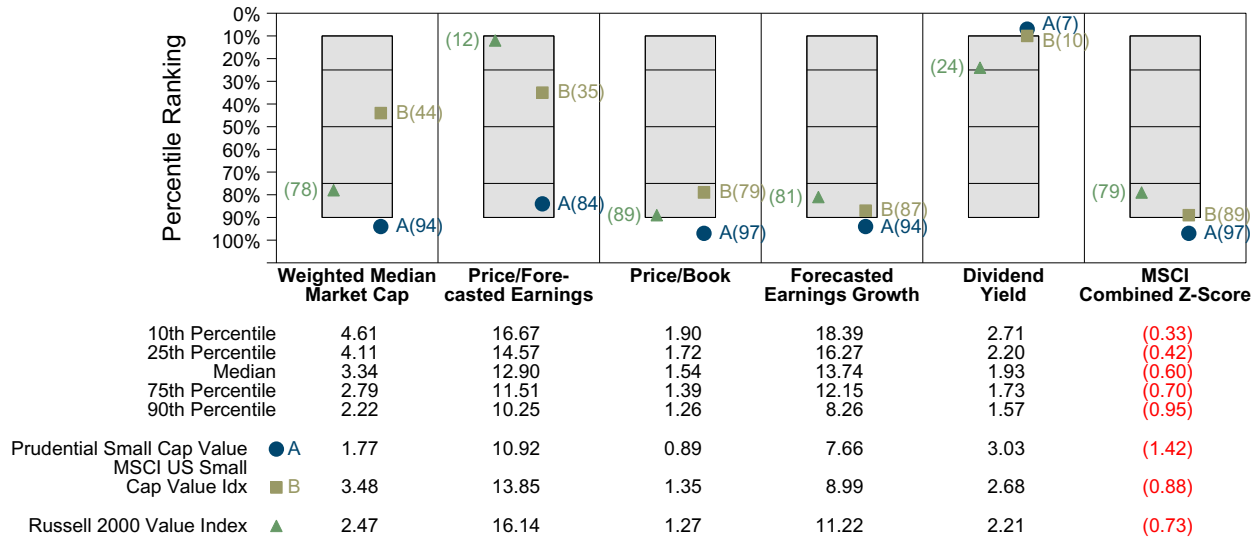 Percentile Ranking
0%
10%
20%
30%
40%
50%
60%
70%
80%
90%
100%
(78)
B(44)
A(94)
(12)
B(35)
A(84)
(89)
B(79)
A(97)
(81)
B(87)
A(94)
(24)
A(7)
B(10)
(79)
B(89)
A(97)
Weighted Median
Market Cap
Price/Fore-
casted Earnings
Price/Book
Forecasted
Earnings Growth
Dividend
Yield
MSCI
Combined Z-Score
10th Percentile 4.61 16.67 1.90 18.39 2.71 (0.33)
25th Percentile 4.11 14.57 1.72 16.27 2.20 (0.42)
Median 3.34 12.90 1.54 13.74 1.93 (0.60)
75th Percentile 2.79 11.51 1.39 12.15 1.73 (0.70)
90th Percentile 2.22 10.25 1.26 8.26 1.57 (0.95)
Prudential Small Cap Value A 1.77 10.92 0.89 7.66 3.03 (1.42)
MSCI US Small
Cap Value Idx B 3.48 13.85 1.35 8.99 2.68 (0.88)
Russell 2000 Value Index 2.47 16.14 1.27 11.22 2.21 (0.73)